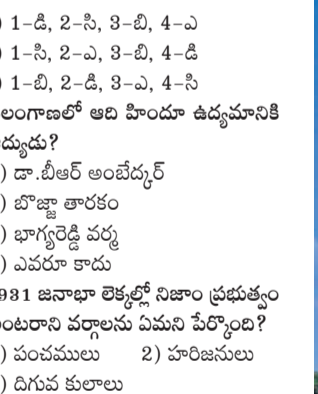 ) 1-డి, 2-సి, 3-బి, 4-ఎ
) 1-సి, 2-ఎ, 3-బి, 4-డి
) 1-బి, 2-డి, 3-ఎ, 4-సి
లంగాణలో ఆది హిందూ ఉద్యమానికి
ద్యుడు?
) డా.బీఆర్ అంబేద్కర్
) బొజ్జా తారకం
) భాగ్యరెడ్డి వర్మ
) ఎవరూ కాదు
931 జనాభా లెక్కల్లో నిజాం ప్రభుత్వం
ంటరాని వర్గాలను ఏమని పేర్కొంది?
) పంచములు 2) హరిజనులు
) దిగువ కులాలు